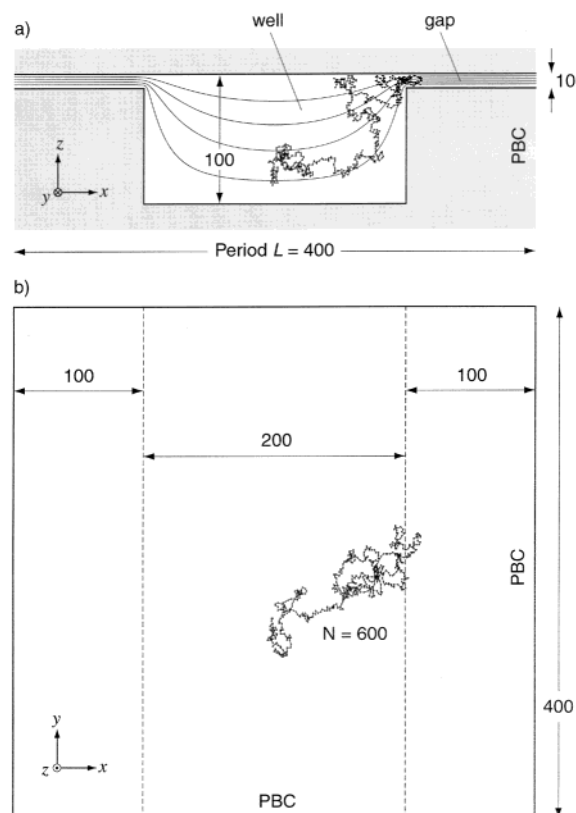 a)
well
gap
10
100
PBC
z
y
x
Period L = 400
b)
100
100
200
PBC
N = 600
400
y
z
x
PBC